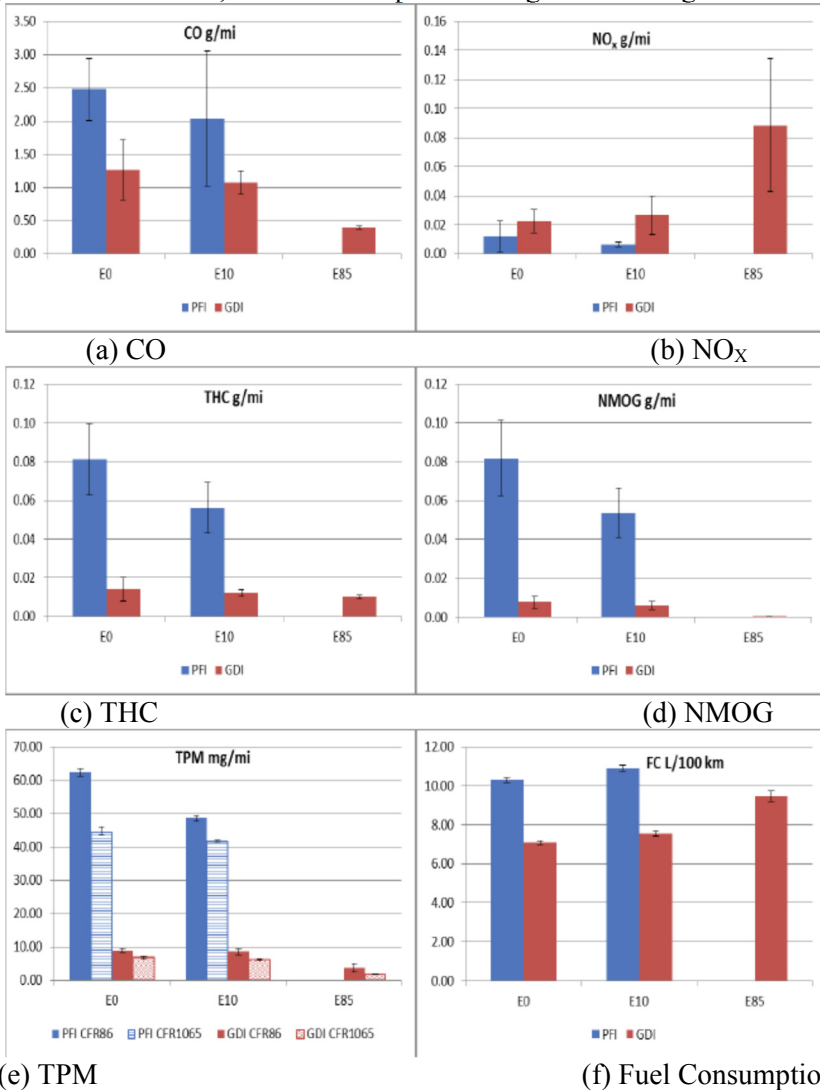 CO g/mi
3.50
3.00
2.50
2.00
1.50
1.00
0.50
0.00
E0 E10 E85
PFI GDI
(a) CO
NOx g/mi
0.16
0.14
0.12
0.10
0.08
0.06
0.04
0.02
0.00
E0 E10 E85
PFI GDI
(b) NOX
THC g/mi
0.12
0.10
0.08
0.06
0.04
0.02
0.00
E0 E10 E85
PFI GDI
(c) THC
NMOG g/mi
0.12
0.10
0.08
0.06
0.04
0.02
0.00
E0 E10 E85
PFI GDI
(d) NMOG
TPM mg/mi
70.00
60.00
50.00
40.00
30.00
20.00
10.00
0.00
E0 E10 E85
PFI CFR86 PFI CFR1065 GDI CFR86 GDI CFR1065
(e) TPM
FC L/100 km
12.00
10.00
8.00
6.00
4.00
2.00
0.00
E0 E10 E85
PFI GDI
(f) Fuel Consumptio